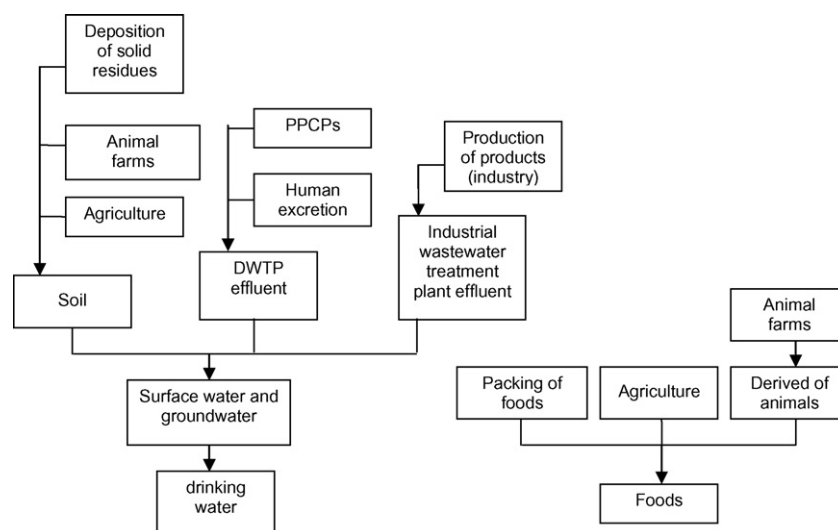 Deposition
of solid
residues
Animal
farms
Agriculture
Soil
PPCPs
Human
excretion
DWTP
effluent
Production
of products
(industry)
Industrial
wastewater
treatment
plant effluent
Surface water and
groundwater
drinking
water
Packing of
foods
Agriculture
Animal
farms
Derived of
animals
Foods